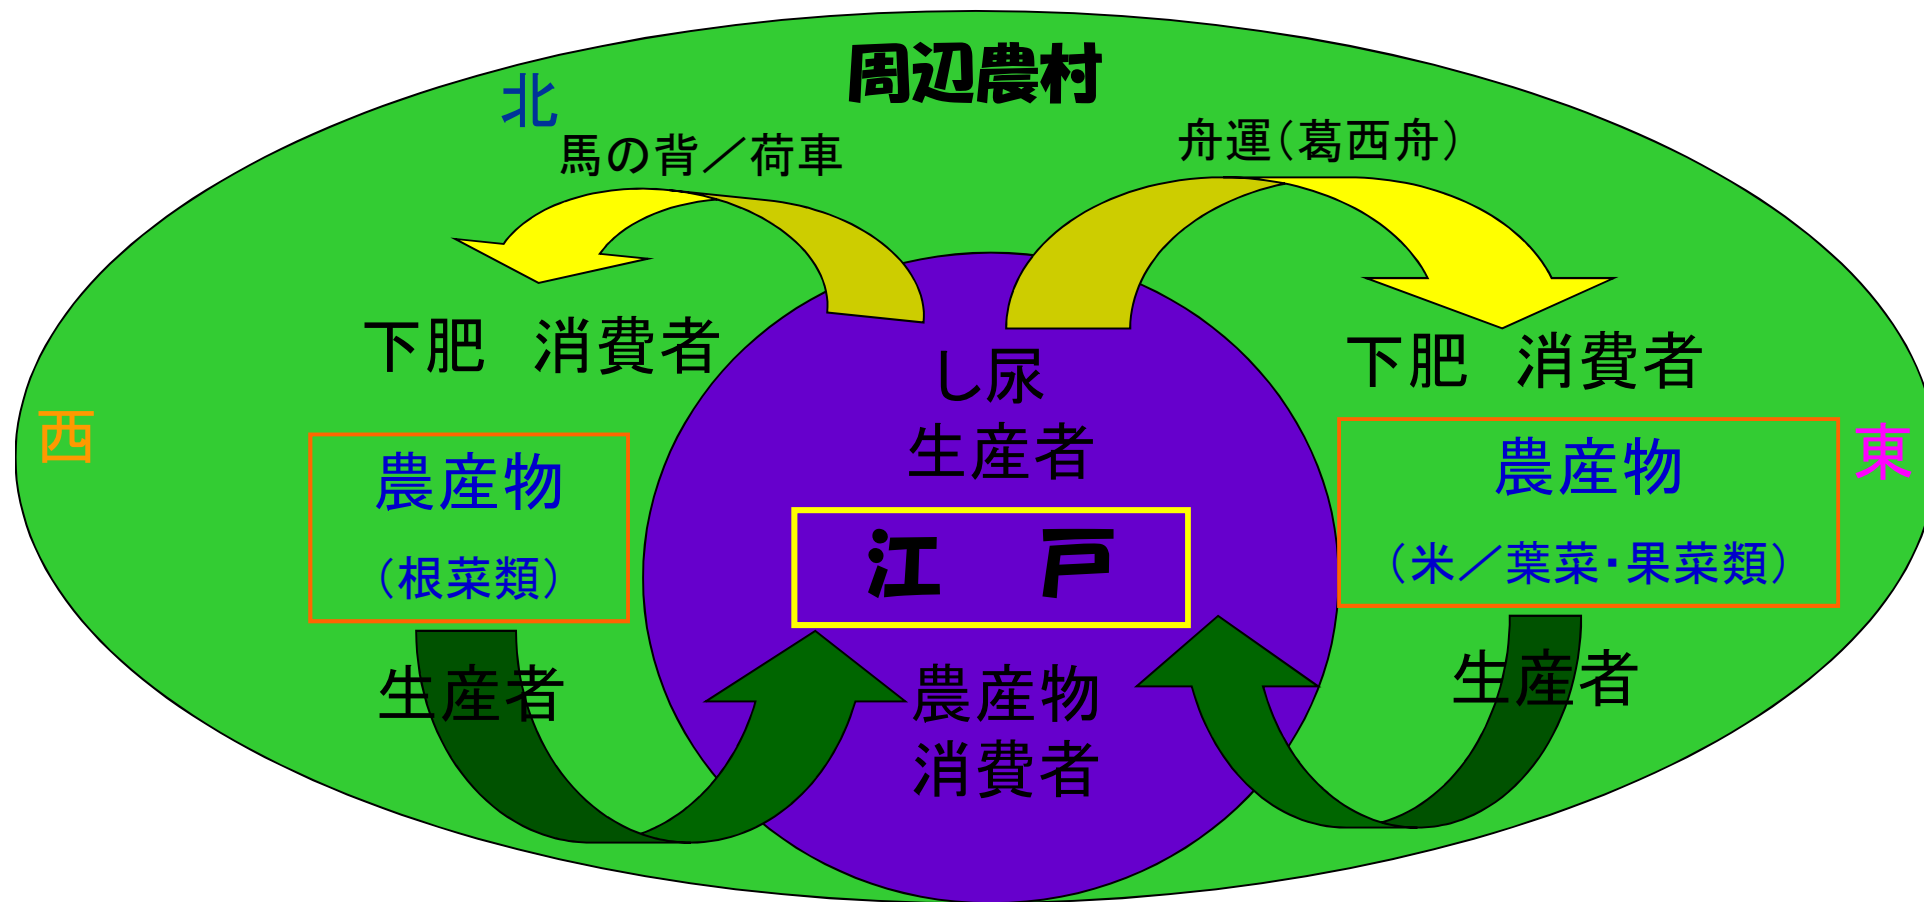 周辺農村
北
馬の背／荷車
舟運（葛西舟）
下肥　消費者
し尿
生産者
下肥　消費者
西
農産物
（根菜類）
江　戸
農産物
（米／葉菜・果菜類）
東
生産者
農産物
消費者
生産者